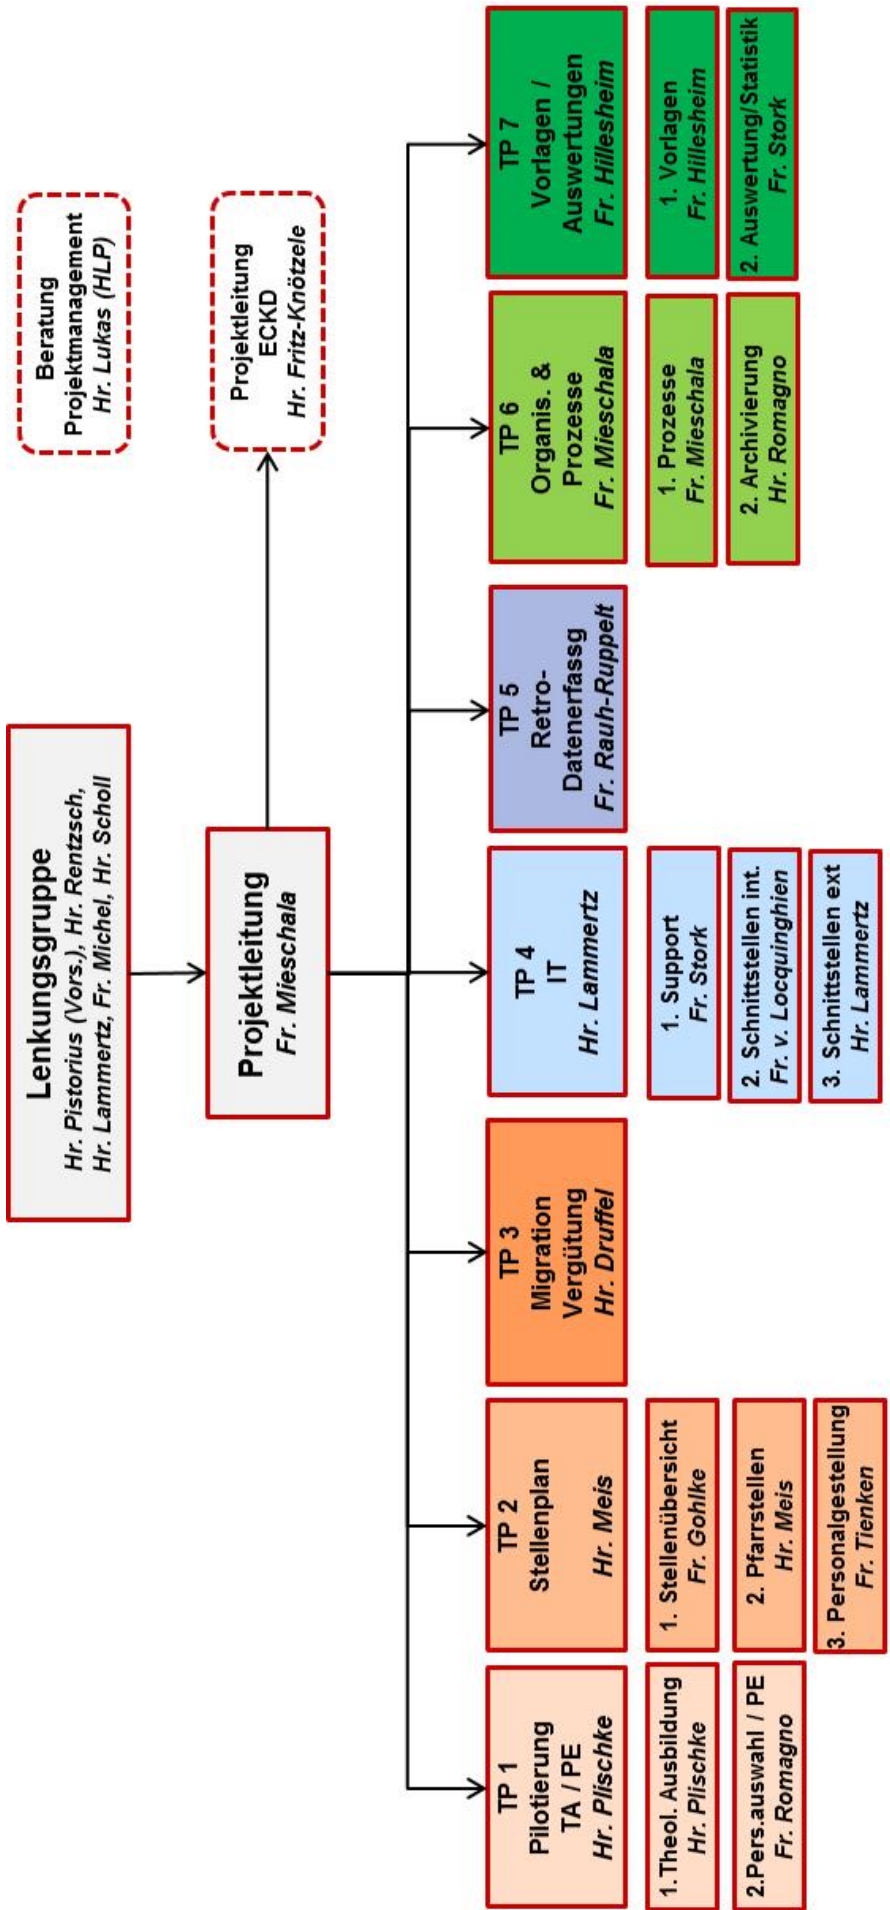 Lenkungsgruppe
Hr. Pistorius (Vors.), Hr. Rentzsch,
Hr. Lammertz, Fr. Michel, Hr. Scholl
Beratung
Projektmanagement
Hr. Lukas (HLP)
Projektleitung
Fr. Mieschala
Projektleitung
ECKD
Hr. Fritz-Knötzele
TP 1
Pilotierung
TA / PE
Hr. Plischke
1.Theol. Ausbildung
Hr. Plischke
2.Pers.auswahl / PE
Fr. Romagno
TP 2
Stellenplan
Hr. Meis
1. Stellenübersicht
Fr. Gohlke
2. Pfarrstellen
Hr. Meis
3. Personalgestellung
Fr. Tienken
TP 3
Migration
Vergütung
Hr. Druffel
TP 4
IT
Hr. Lammertz
1. Support
Fr. Stork
2. Schnittstellen int.
Fr. v. Locquinghien
3. Schnittstellen ext
Hr. Lammertz
TP 5
Retro-
Datenerfassg
Fr. Rauh-Ruppelt
TP 6
Organis. &
Prozesse
Fr. Mieschala
1. Prozesse
Fr. Mieschala
2. Archivierung
Hr. Romagno
TP 7
Vorlagen /
Auswertungen
Fr. Hillesheim
1. Vorlagen
Fr. Hillesheim
2. Auswertung/Statistik
Fr. Stork